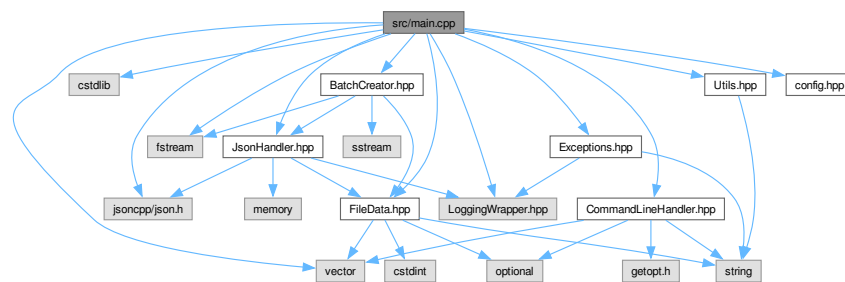 src/main.cpp
cstdlib
BatchCreator.hpp
Utils.hpp
config.hpp
fstream
JsonHandler.hpp
sstream
Exceptions.hpp
jsoncpp/json.h
memory
FileData.hpp
LoggingWrapper.hpp
CommandLineHandler.hpp
vector
cstdint
optional
getopt.h
string